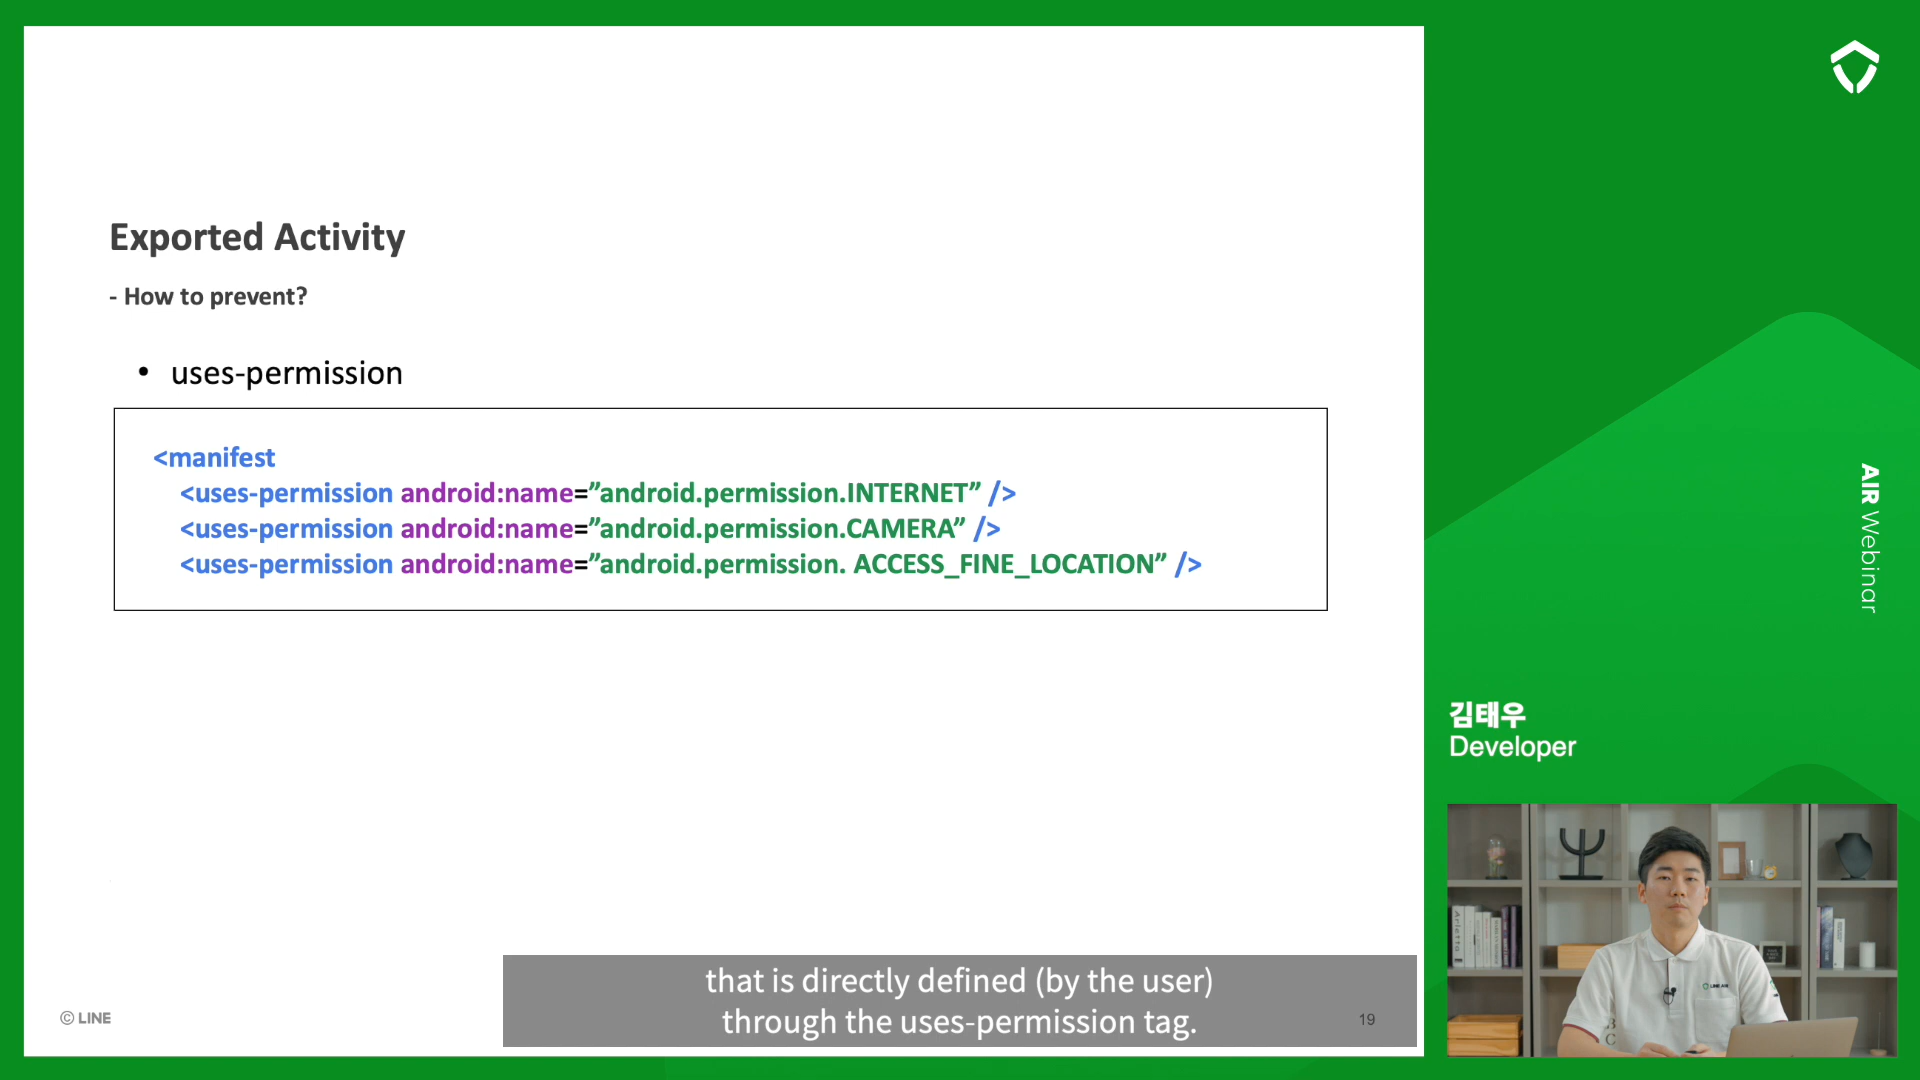 Exported Activity
- How to prevent?
• uses-permission
<manifest
<uses-permission android:name=”android.permission.INTERNET” />
<uses-permission android:name=”android.permission.CAMERA” />
<uses-permission android:name=”android.permission. ACCESS_FINE_LOCATION” />
that is directly defined (by the user)
through the uses-permission tag.
© LINE
19
AIR Webinar
김태우
Developer